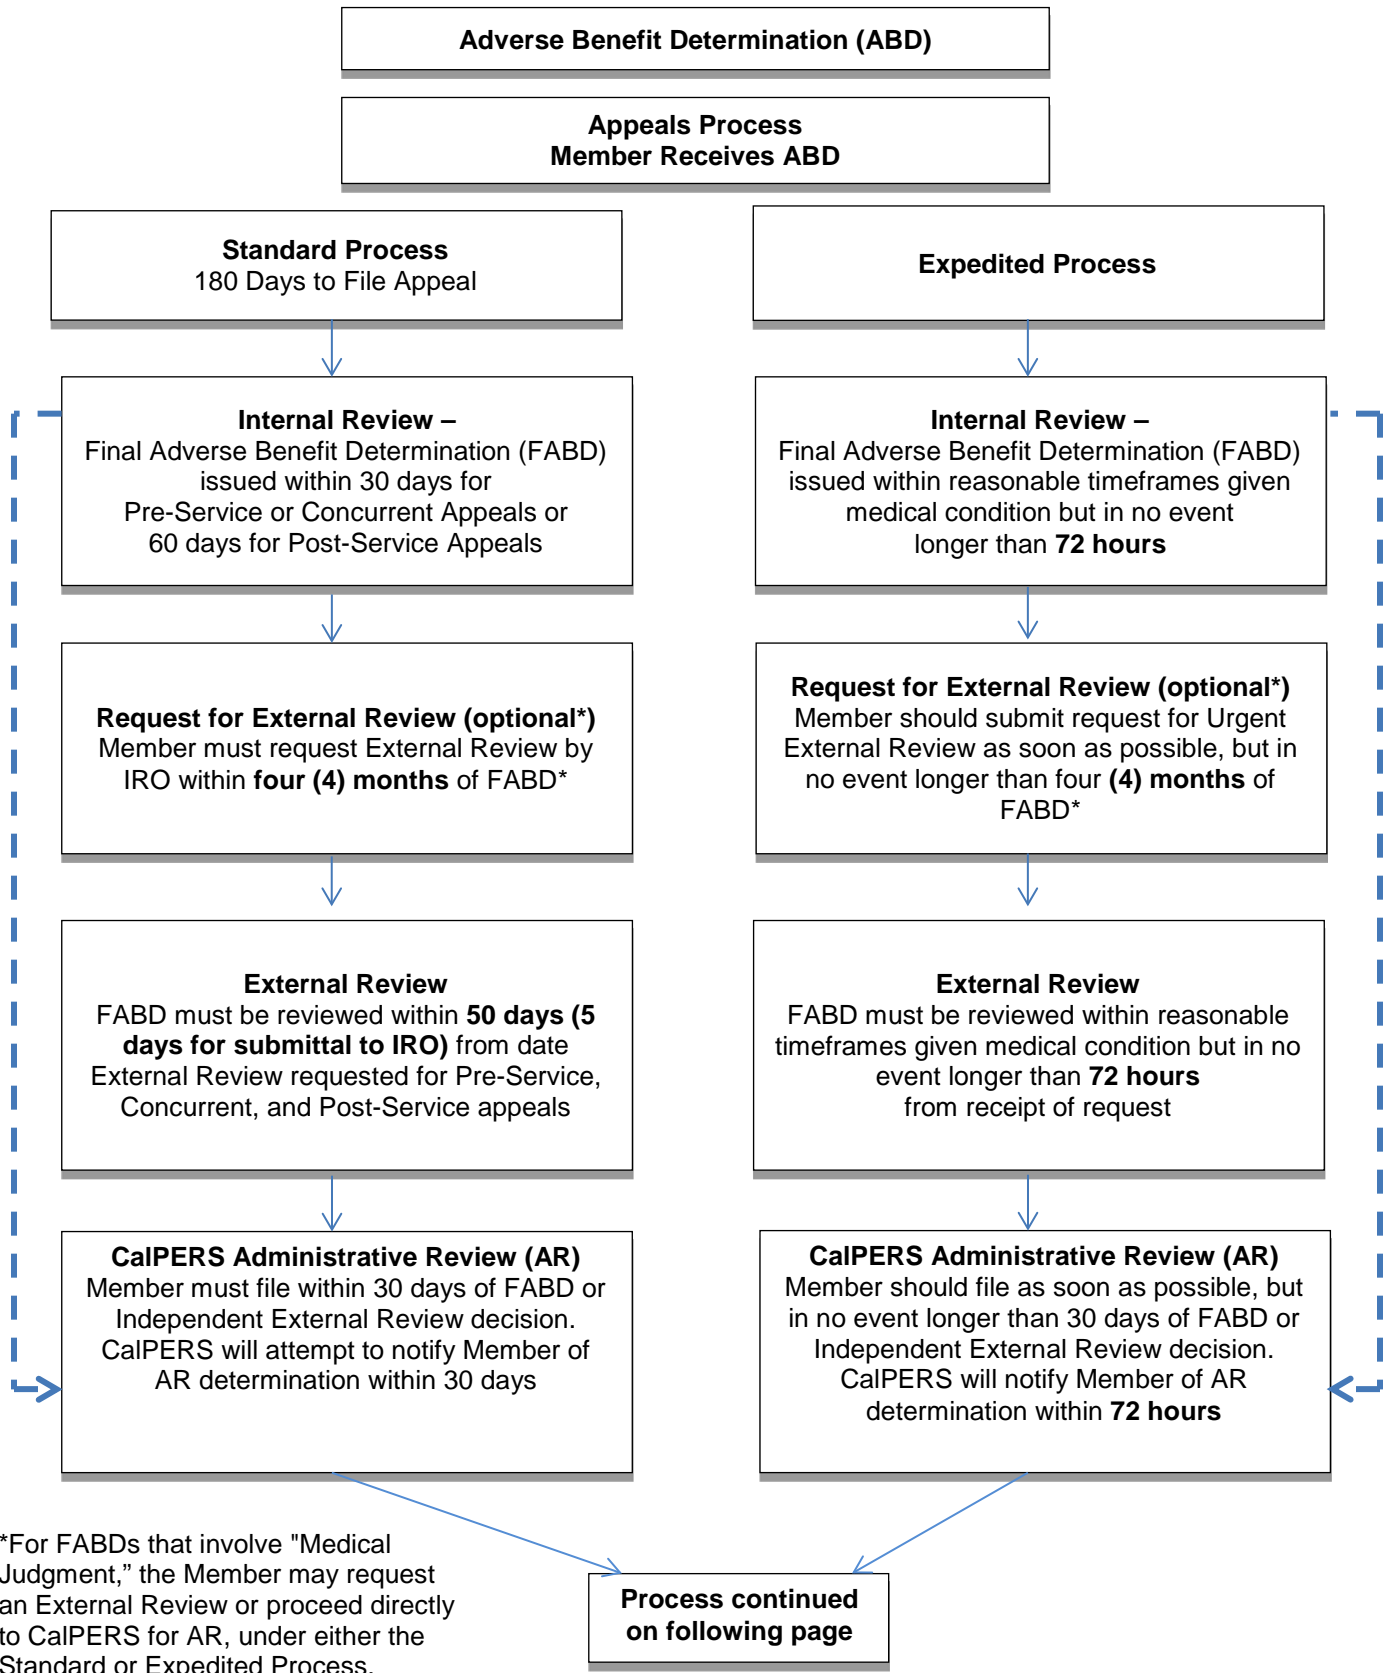 Adverse Benefit Determination (ABD)
Appeals Process
Member Receives ABD
Standard Process
180 Days to File Appeal
Expedited Process
Internal Review –
Final Adverse Benefit Determination (FABD)
issued within 30 days for
Pre-Service or Concurrent Appeals or
60 days for Post-Service Appeals
Internal Review –
Final Adverse Benefit Determination (FABD)
issued within reasonable timeframes given
medical condition but in no event
longer than 72 hours
Request for External Review (optional*)
Member must request External Review by
IRO within four (4) months of FABD*
Request for External Review (optional*)
Member should submit request for Urgent
External Review as soon as possible, but in
no event longer than four (4) months of
FABD*
External Review
FABD must be reviewed within 50 days (5
days for submittal to IRO) from date
External Review requested for Pre-Service,
Concurrent, and Post-Service appeals
External Review
FABD must be reviewed within reasonable
timeframes given medical condition but in no
event longer than 72 hours
from receipt of request
CalPERS Administrative Review (AR)
Member must file within 30 days of FABD or
Independent External Review decision.
CalPERS will attempt to notify Member of
AR determination within 30 days
CalPERS Administrative Review (AR)
Member should file as soon as possible, but
in no event longer than 30 days of FABD or
Independent External Review decision.
CalPERS will notify Member of AR
determination within 72 hours
*For FABDs that involve "Medical
Judgment,” the Member may request
an External Review or proceed directly
to CalPERS for AR, under either the
Standard or Expedited Process.
Process continued
on following page